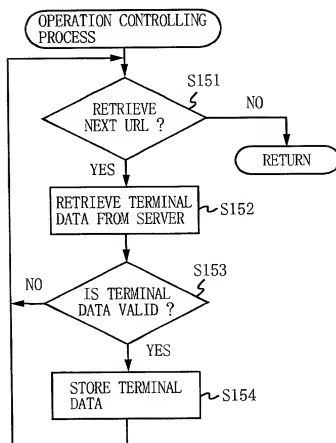 OPERATION CONTROLLING
PROCESS
S151
RETRIEVE
NEXT URL ?
NO
YES
RETURN
RETRIEVE TERMINAL
DATA FROM SERVER
S152
S153
NO
IS TERMINAL
DATA VALID ?
YES
STORE TERMINAL
DATA
S154